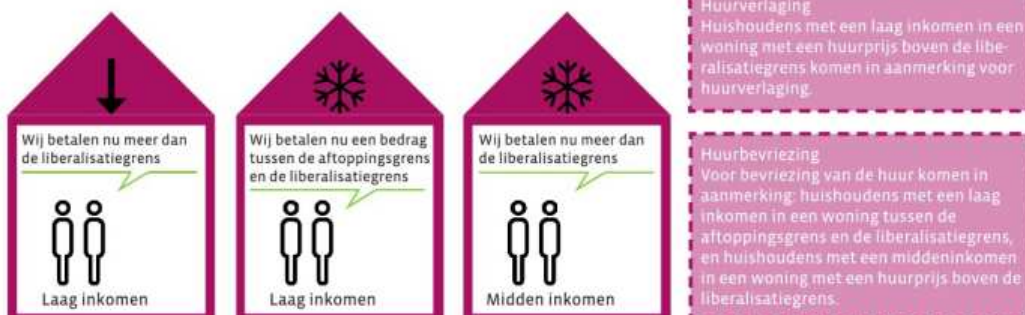 Wij betalen nu meer dan
de liberalisatiegrens
Laag inkomen
Wij betalen nu een bedrag
tussen de aftoppingsgrens
en de liberalisatiegrens
Laag inkomen
Wij betalen nu meer dan
de liberalisatiegrens
Midden inkomen
Huurverlaging
Huishoudens met een laag inkomen in een
woning met een huurprijs boven de libe-
ralisatiegrens komen in aanmerking voor
huurverlaging.
Huurbevriezing
Voor bevriezing van de huur komen in
aanmerking: huishoudens met een laag
inkomen in een woning tussen de
aftoppingsgrens en de liberalisatiegrens,
en huishoudens met een middeninkomen
in een woning met een huurprijs boven de
liberalisatiegrens.